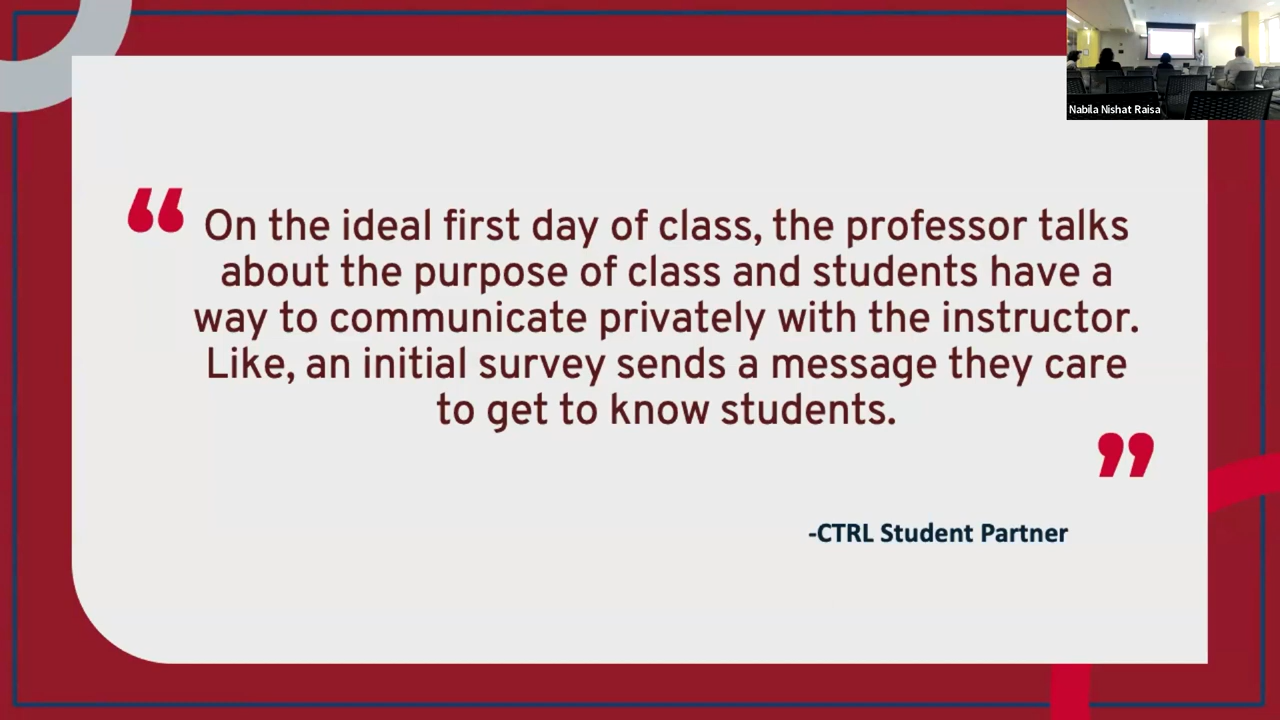 Nabila Nishat Raisa
“ On the ideal first day of class, the professor talks
about the purpose of class and students have a
way to communicate privately with the instructor.
Like, an initial survey sends a message they care
to get to know students.
”
-CTRL Student Partner